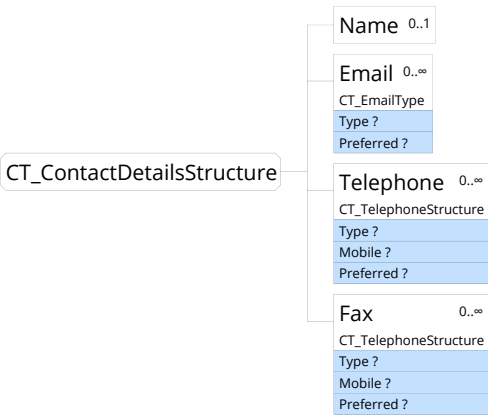 Name 0..1
Email 0..∞
CT_EmailType
Type ?
Preferred ?
CT_ContactDetailsStructure
Telephone 0..∞
CT_TelephoneStructure
Type ?
Mobile ?
Preferred ?
Fax 0..∞
CT_TelephoneStructure
Type ?
Mobile ?
Preferred ?